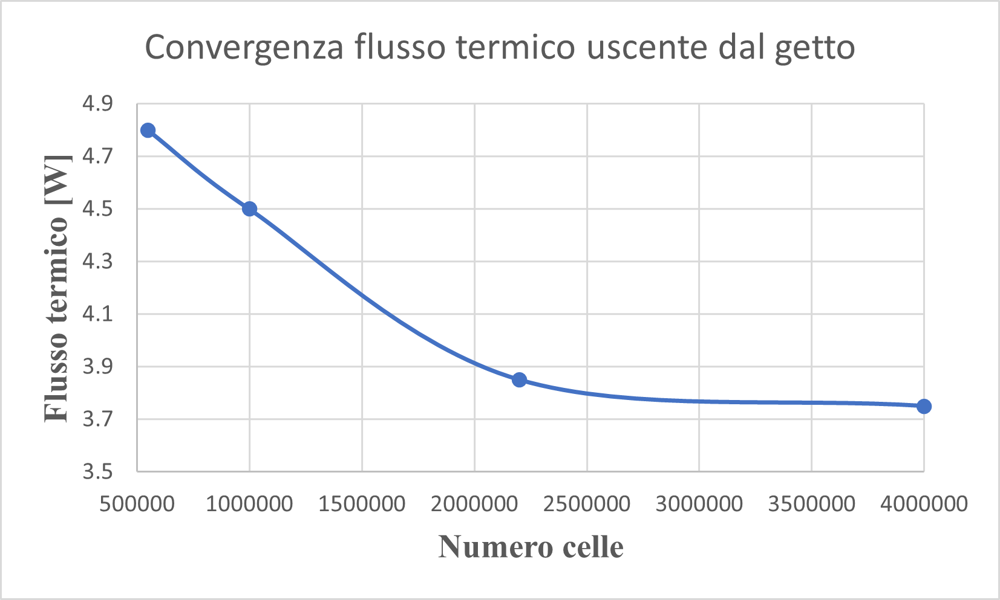 Convergenza flusso termico uscente dal getto
Flusso termico [W]
4.9
4.7
4.5
4.3
4.1
3.9
3.7
3.5
500000 1000000 1500000 2000000 2500000 3000000 3500000 4000000
Numero celle